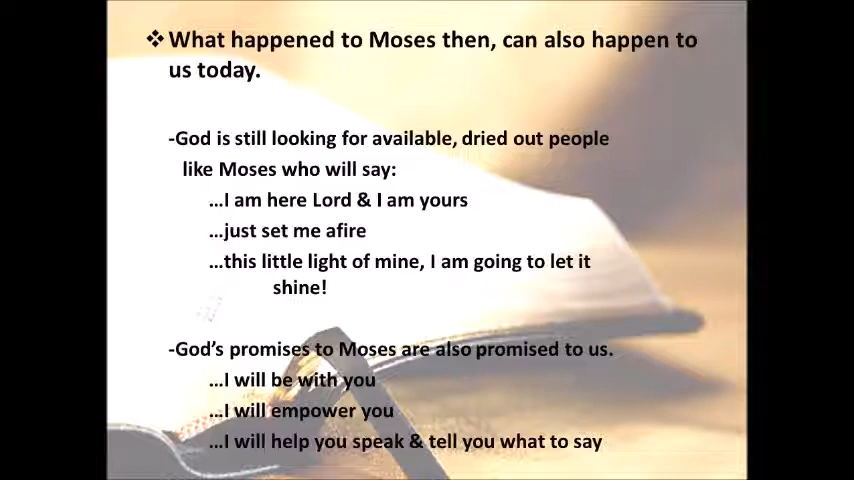 ❖ What happened to Moses then, can also happen to
us today.
-God is still looking for available, dried out people
like Moses who will say:
…I am here Lord & I am yours
…just set me afire
…this little light of mine, I am going to let it
shine!
-God’s promises to Moses are also promised to us.
…I will be with you
…I will empower you
…I will help you speak & tell you what to say